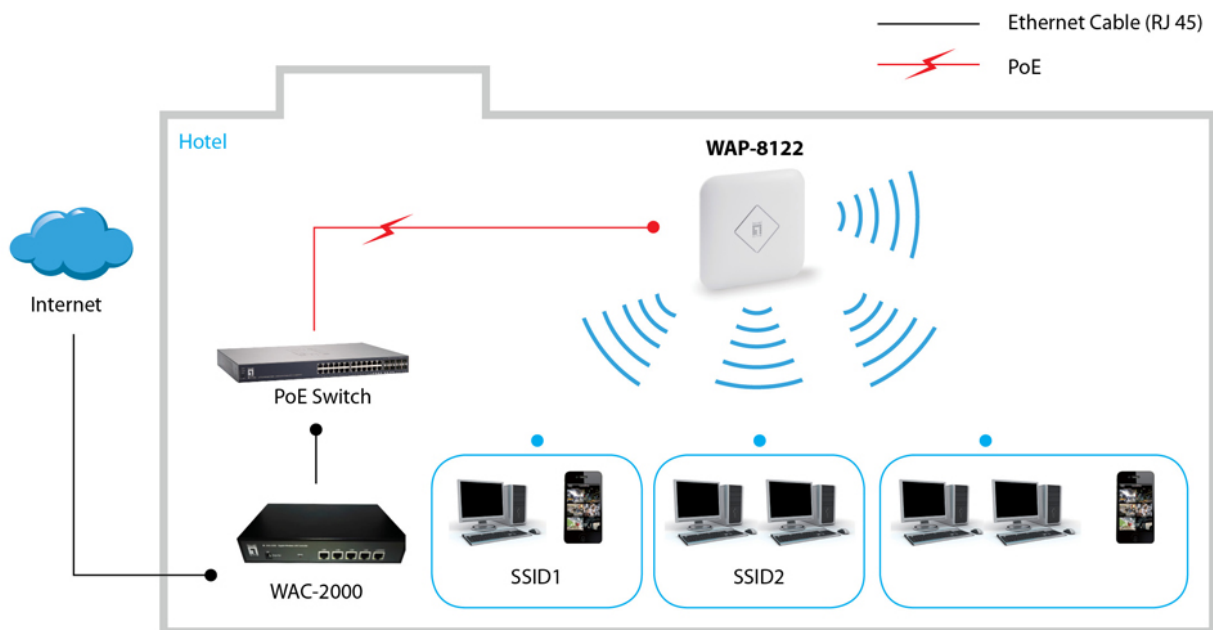 Ethernet Cable (RJ 45)
PoE
Hotel
WAP-8122
Internet
PoE Switch
WAC-2000
SSID1
SSID2